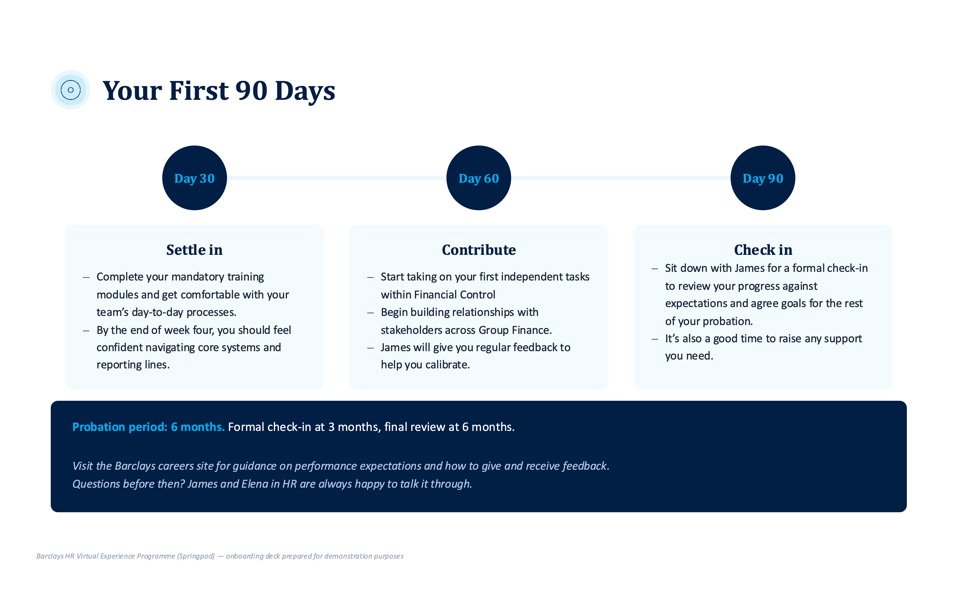 Your First 90 Days
Day 30
Day 60
Day 90
Settle in
– Complete your mandatory training
modules and get comfortable with your
team’s day-to-day processes.
– By the end of week four, you should feel
confident navigating core systems and
reporting lines.
Contribute
– Start taking on your first independent tasks
within Financial Control
– Begin building relationships with
stakeholders across Group Finance.
– James will give you regular feedback to
help you calibrate.
Check in
– Sit down with James for a formal check-in
to review your progress against
expectations and agree goals for the rest
of your probation.
– It’s also a good time to raise any support
you need.
Probation period: 6 months. Formal check-in at 3 months, final review at 6 months.
Visit the Barclays careers site for guidance on performance expectations and how to give and receive feedback.
Questions before then? James and Elena in HR are always happy to talk it through.
Barclays HR Virtual Experience Programme (Springpod) — onboarding deck prepared for demonstration purposes